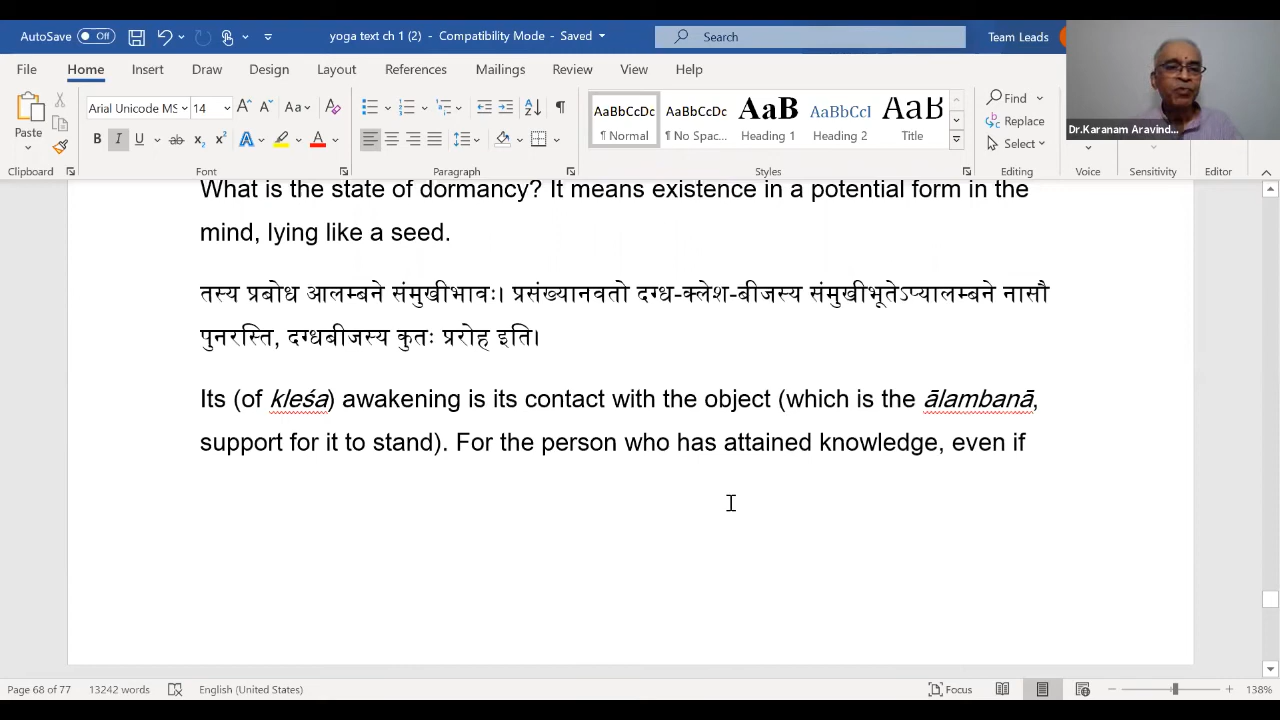 AutoSave Off yoga text ch 1 (2) - Compatibility Mode - Saved Search Team Leads
File Home Insert Draw Design Layout References Mailings Review View Help
Paste Arial Unicode MS 14 A A Aa A AaBbCcDc AaBbCcDc AaB AaBbCcI AaB Find
B I U ab x₂ x² A A ¶ Normal ¶ No Spac... Heading 1 Heading 2 Title Replace
Select
Clipboard Font Paragraph Styles Editing Voice Sensitivity Editor
Dr.Karanam Aravind...
What is the state of dormancy? It means existence in a potential form in the
mind, lying like a seed.
तस्य प्रबोध आलम्बने संमुखीभावः। प्रसंख्यानवतो दग्ध-क्लेश-बीजस्य संमुखीभूतेऽप्यालम्बने नासौ
पुनरस्ति, दग्धबीजस्य कुतः प्ररोह इति।
Its (of kleśa) awakening is its contact with the object (which is the ālambanā,
support for it to stand). For the person who has attained knowledge, even if
Page 68 of 77 13242 words English (United States) Focus 138%